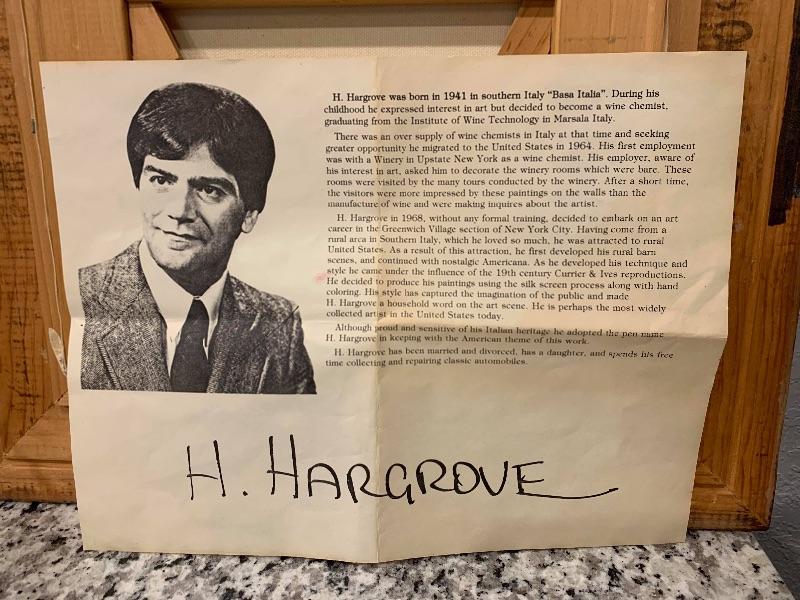 H. Hargrove was born in 1941 in southern Italy “Basa Italia”. During his
childhood he expressed interest in art but decided to become a wine chemist,
graduating from the Institute of Wine Technology in Marsala Italy.
There was an over supply of wine chemists in Italy at that time and seeking
greater opportunity he migrated to the United States in 1964. His first employment
was with a Winery in Upstate New York as a wine chemist. His employer, aware of
his interest in art, asked him to decorate the winery rooms which were bare. These
rooms were visited by the many tours conducted by the winery. After a short time,
the visitors were more impressed by these paintings on the walls than the
manufacture of wine and were making inquires about the artist.
H. Hargrove in 1968, without any formal training, decided to embark on an art
career in the Greenwich Village section of New York City. Having come from a
rural area in Southern Italy, which he loved so much, he was attracted to rural
United States. As a result of this attraction, he first developed his rural barn
scenes, and continued with nostalgic Americana. As he developed his technique and
style he came under the influence of the 19th century Currier & Ives reproductions.
He decided to produce his paintings using the silk screen process along with hand
coloring. His style has captured the imagination of the public and made
H. Hargrove a household word on the art scene. He is perhaps the most widely
collected artist in the United States today.
Although proud and sensitive of his Italian heritage he adopted the pen name
H. Hargrove in keeping with the American theme of this work.
H. Hargrove has been married and divorced, has a daughter, and spends his free
time collecting and repairing classic automobiles.
H. HARGROVE